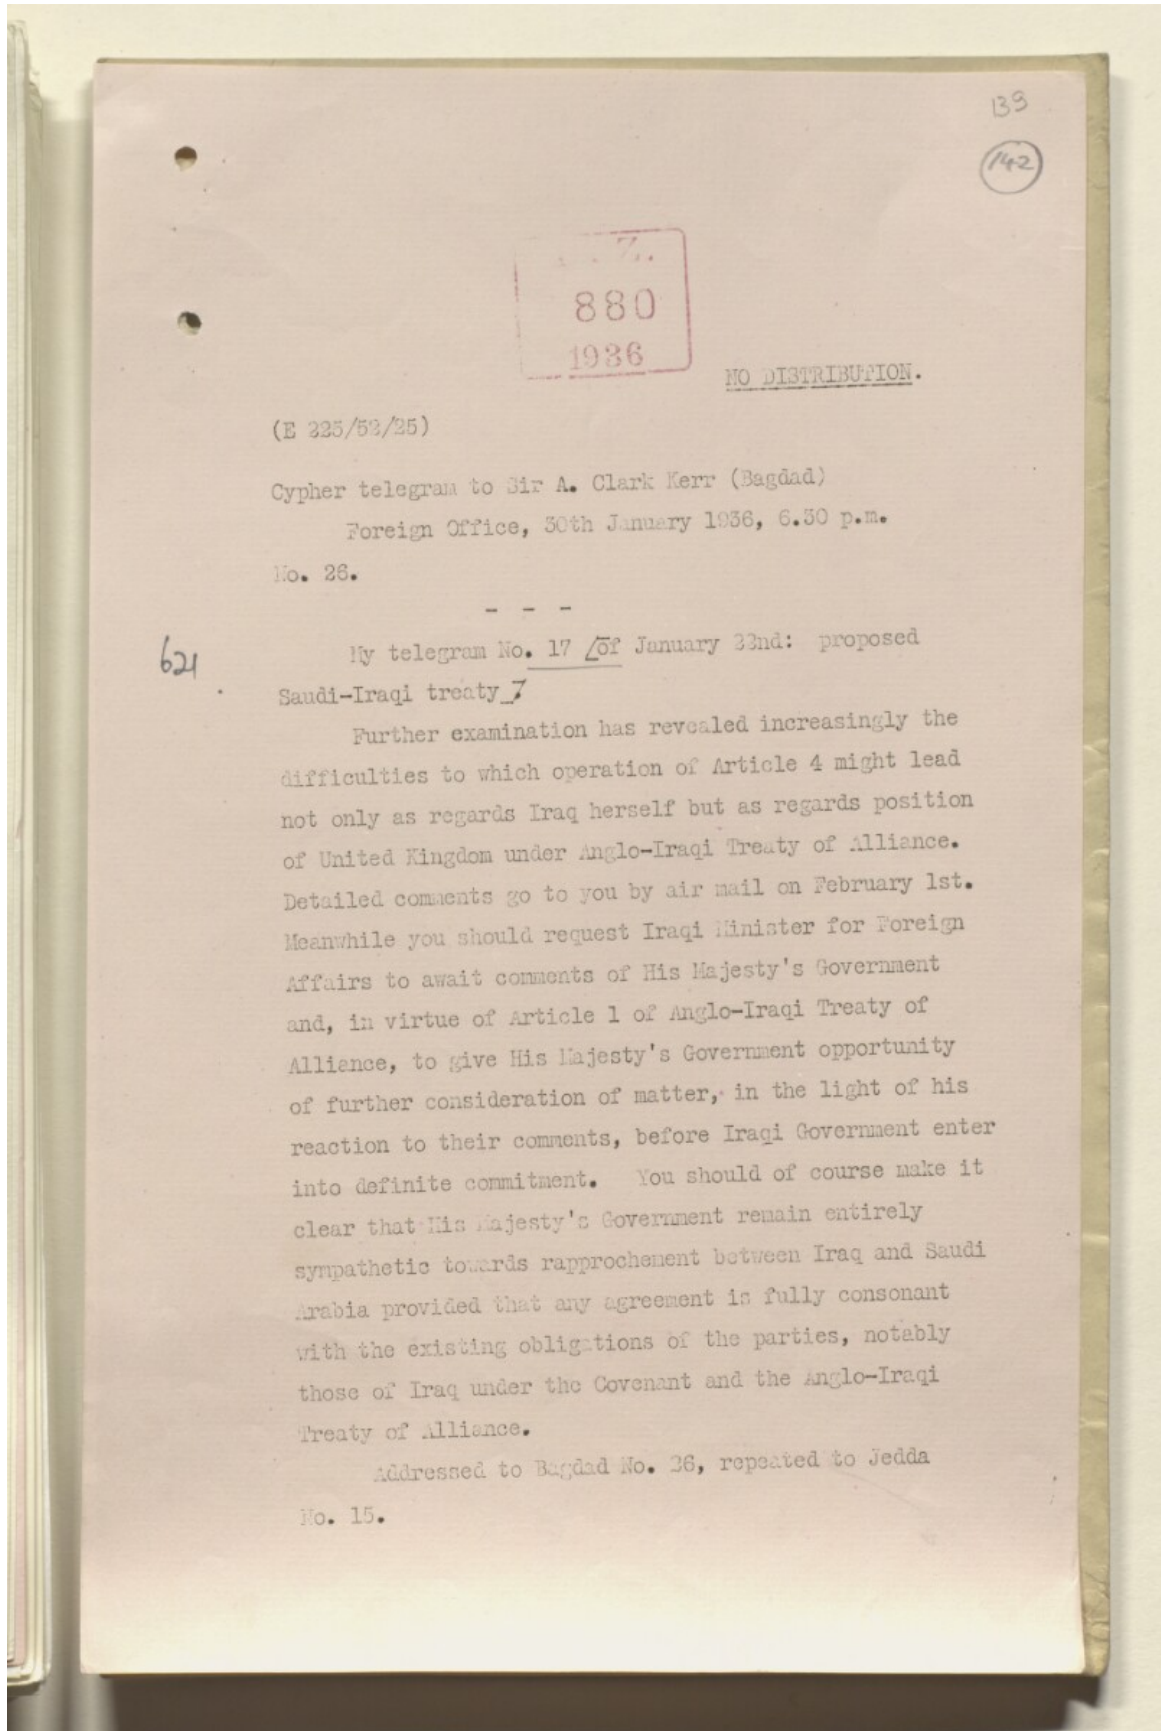 139
142
Z.
880
1936
NO DISTRIBUTION.
(E 225/52/25)
Cypher telegram to Sir A. Clark Kerr (Bagdad)
Foreign Office, 30th January 1936, 6.30 p.m.
No. 26.
- - -
621
My telegram No. 17 [of January 22nd: proposed
Saudi-Iraqi treaty_7
Further examination has revealed increasingly the
difficulties to which operation of Article 4 might lead
not only as regards Iraq herself but as regards position
of United Kingdom under Anglo-Iraqi Treaty of Alliance.
Detailed comments go to you by air mail on February 1st.
Meanwhile you should request Iraqi Minister for Foreign
Affairs to await comments of His Majesty's Government
and, in virtue of Article 1 of Anglo-Iraqi Treaty of
Alliance, to give His Majesty's Government opportunity
of further consideration of matter, in the light of his
reaction to their comments, before Iraqi Government enter
into definite commitment. You should of course make it
clear that His Majesty's Government remain entirely
sympathetic towards rapprochement between Iraq and Saudi
Arabia provided that any agreement is fully consonant
with the existing obligations of the parties, notably
those of Iraq under the Covenant and the Anglo-Iraqi
Treaty of Alliance.
Addressed to Bagdad No. 26, repeated to Jedda
No. 15.